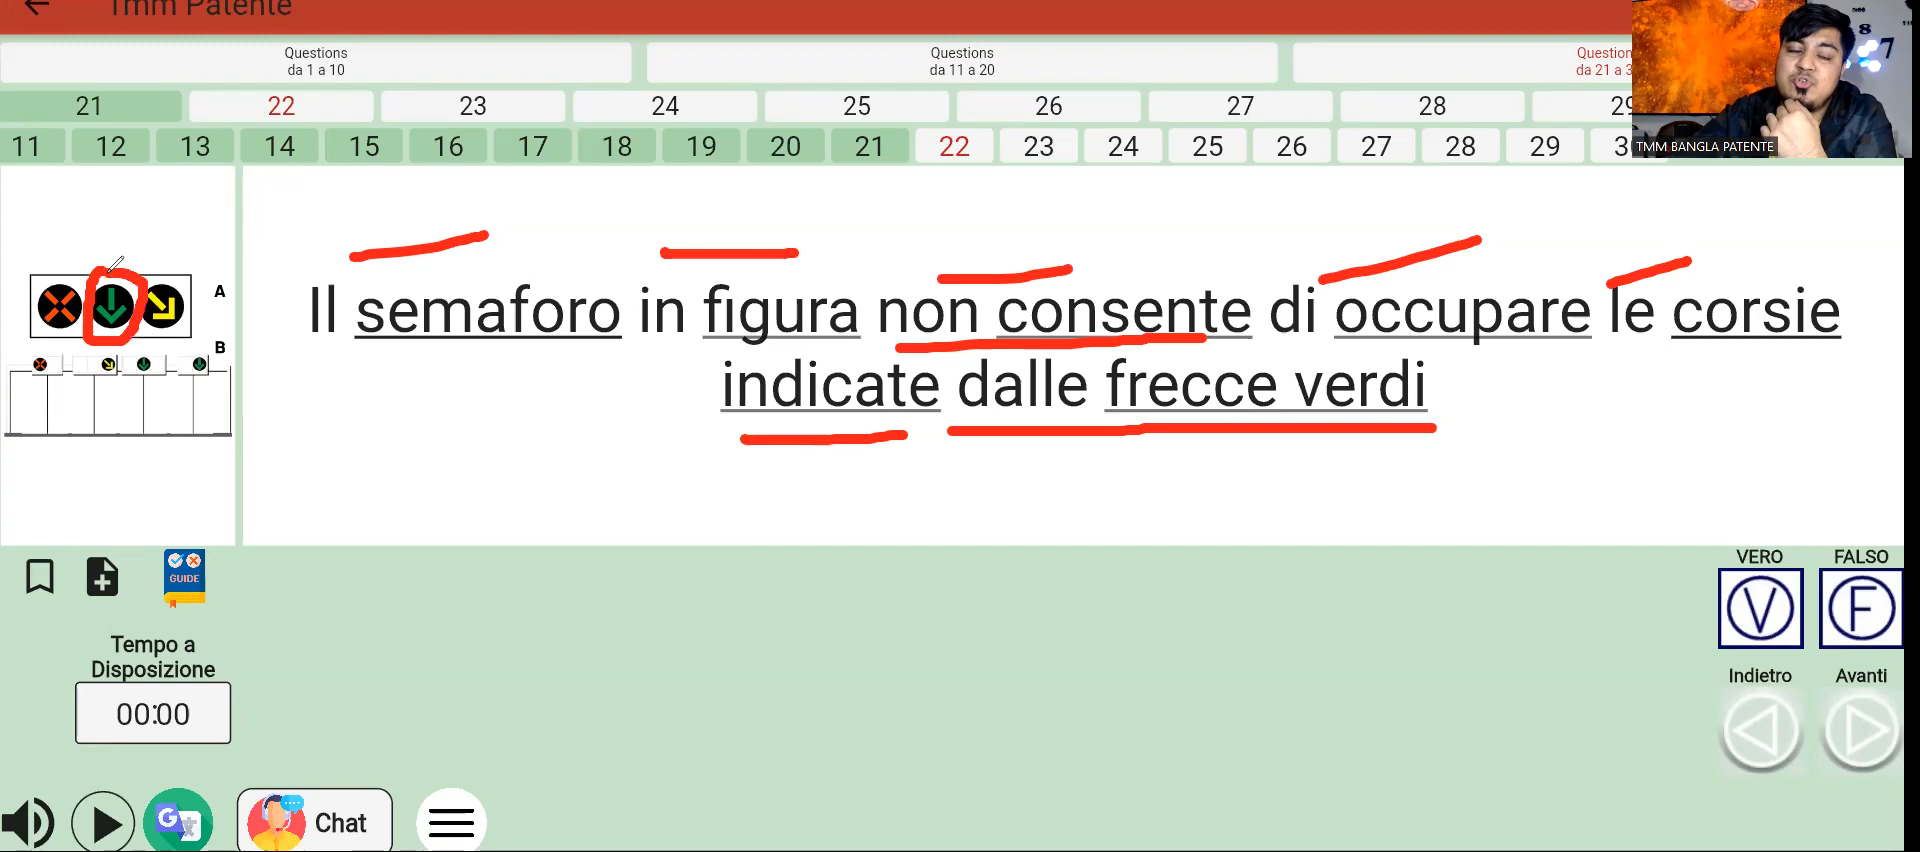 Tmm Patente
Questions
da 1 a 10
Questions
da 11 a 20
da 21 a 3
21 22 23 24 25 26 27 28
11 12 13 14 15 16 17 18 19 20 21 22 23 24 25 26 27 28 29
8
7
TMM BANGLA PATENTE
A
B
Il semaforo in figura non consente di occupare le corsie
indicate dalle frecce verdi
GUIDE
Tempo a
Disposizione
00:00
VERO FALSO
V F
Indietro Avanti
G
Chat